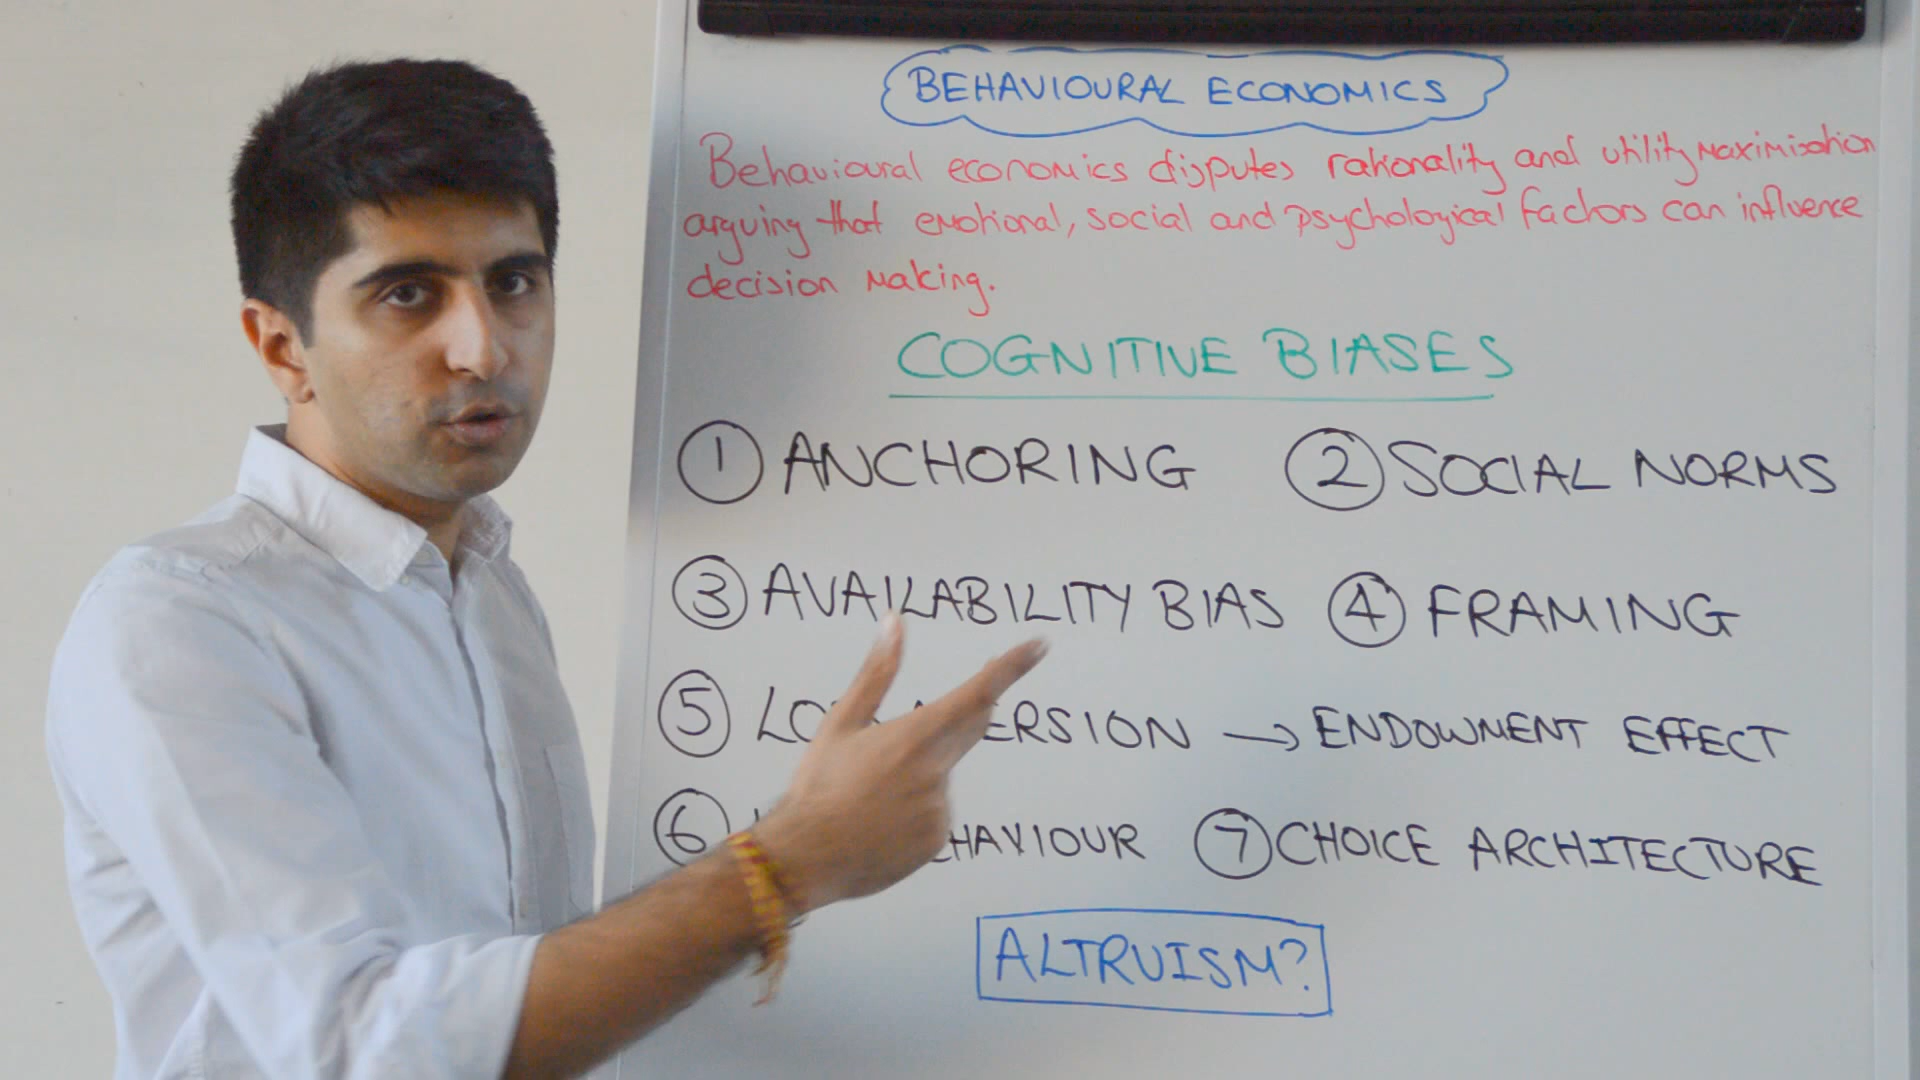 BEHAVIOURAL ECONOMICS
Behavioural economics disputes rationality and utility maximisation
arguing that emotional, social and psychological factors can influence
decision making.
COGNITIVE BIASES
1 ANCHORING 2 SOCIAL NORMS
3 AVAILABILITY BIAS 4 FRAMING
5 → ENDOWMENT EFFECT
6 7 CHOICE ARCHITECTURE
ALTRUISM?